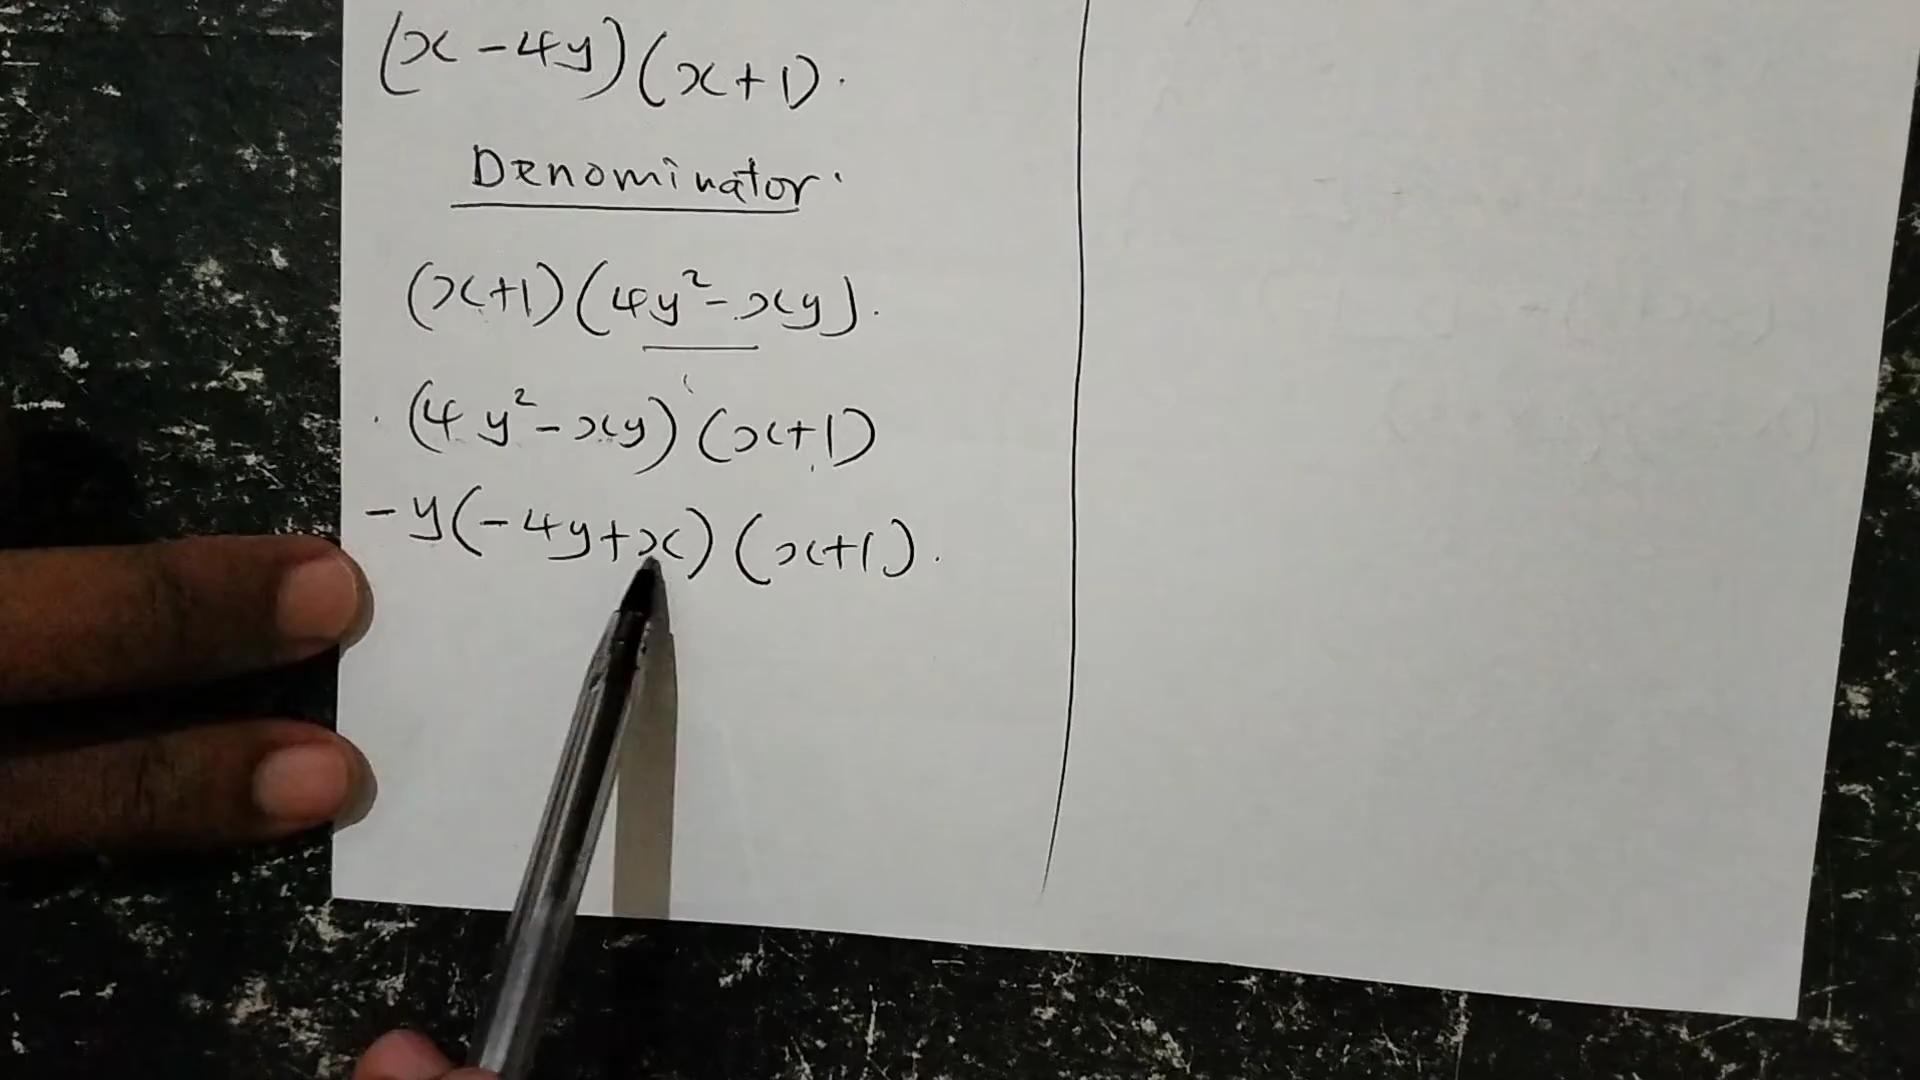 (x - 4y)(x + 1).
Denominator.
(x+1)(4y² - xy).
(4y² - xy)(x+1)
-y(-4y + x)(x+1).